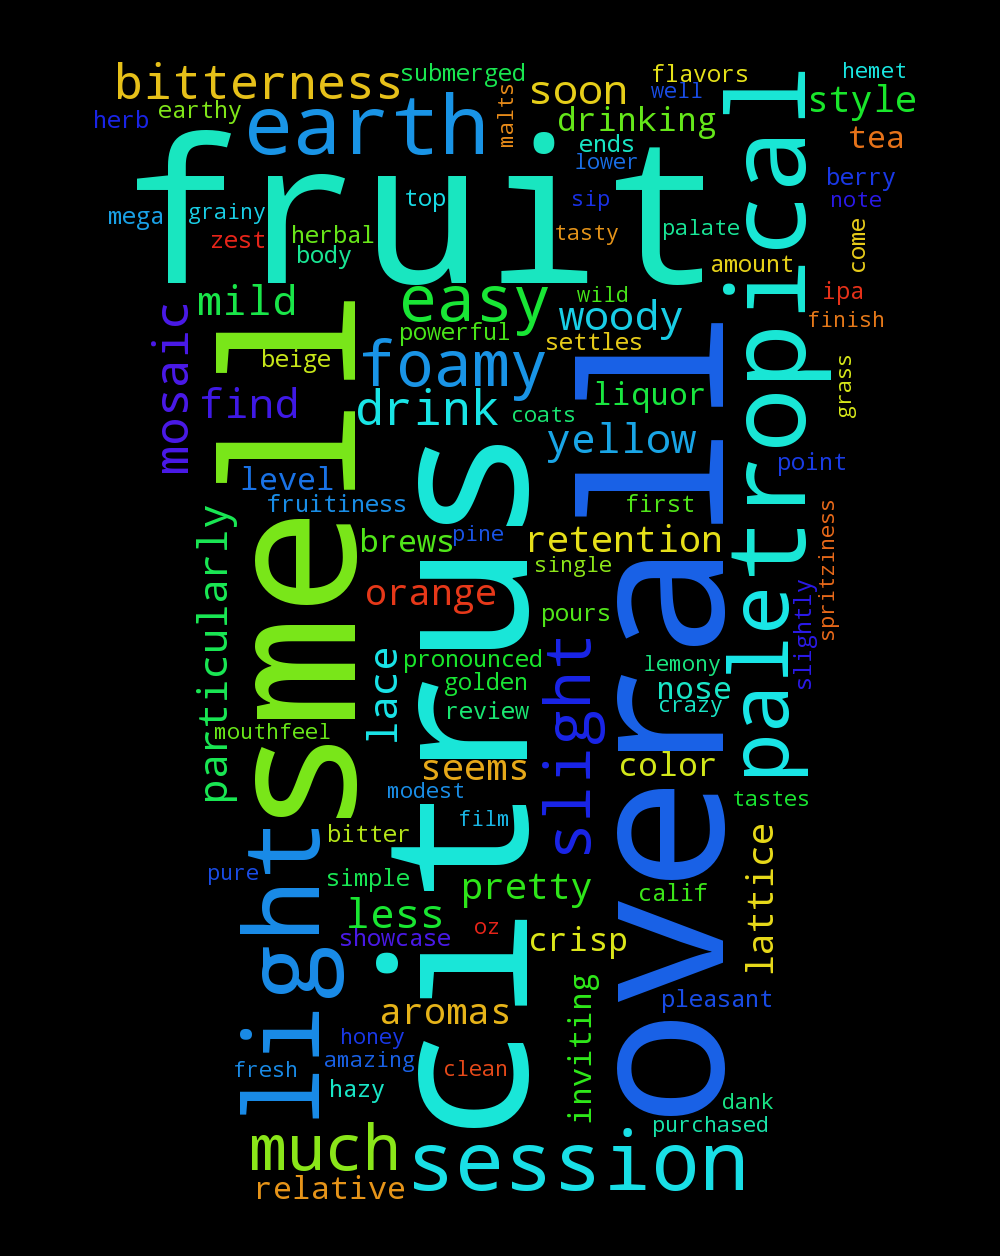 bitterness
submerged
soon
flavors
hemet
herb
earthy
earth
malts
drinking
well
style
tea
ends
lower
fruit
tropical
mega
grainy
zest
herbal
body
top
sip
tasty
palate
berry
note
come
amount
ipa
finish
mosaic
mild
easy
wild
woody
powerful
settles
beige
foamy
smell
find
drink
coats
liquor
overall
grass
yellow
level
point
fruitiness
first
brews
pine
retention
citrus
single
spritziness
particularly
orange
pours
slightly
lace
pronounced
slight
lemony
golden
nose
review
crazy
pale
mouthfeel
seems
color
modest
tastes
film
light
bitter
lattice
pure
simple
pretty
calif
less
showcase
oz
crisp
aromas
inviting
pleasant
honey
amazing
fresh
clean
hazy
dank
purchased
much
session
relative